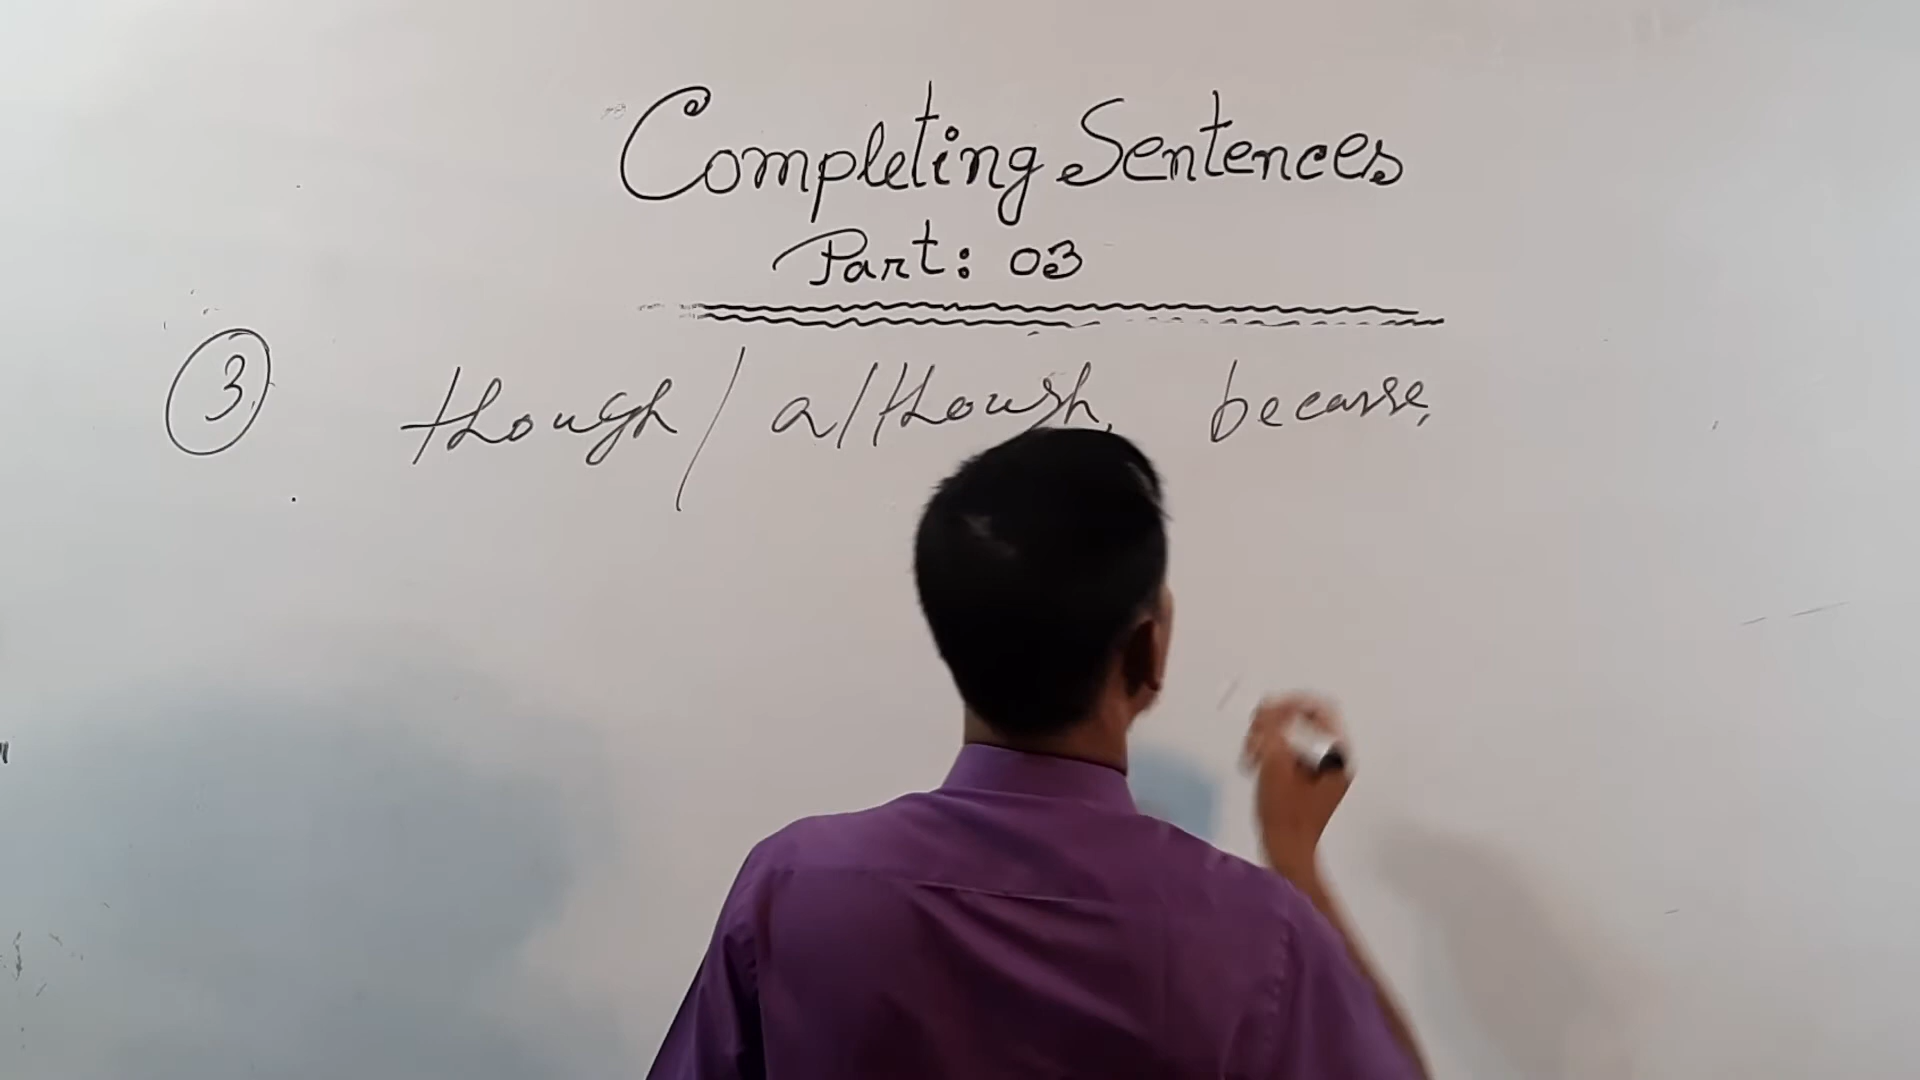 Completing Sentences
Part: 03
3 though / although, because,